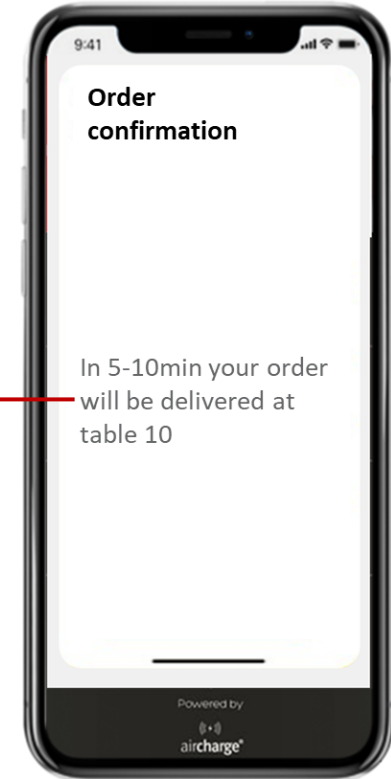 9:41
Order
confirmation
In 5-10min your order
will be delivered at
table 10
Powered by
aircharge®